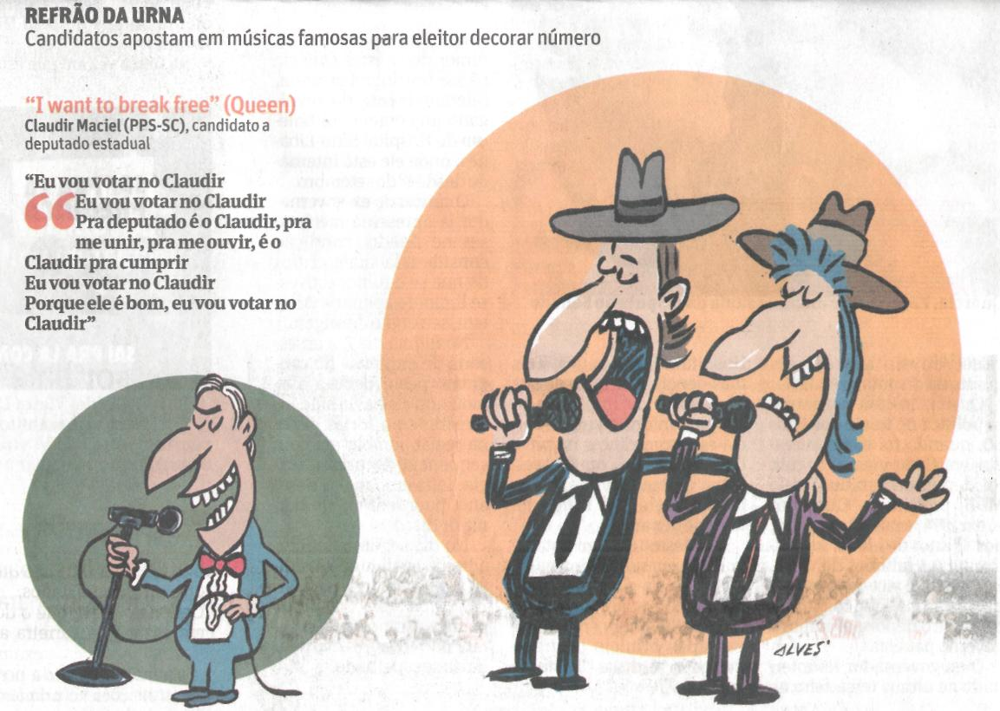 REFRÃO DA URNA
Candidatos apostam em músicas famosas para eleitor decorar número
“I want to break free” (Queen)
Claudir Maciel (PPS-SC), candidato a
deputado estadual
“Eu vou votar no Claudir
Eu vou votar no Claudir
Pra deputado é o Claudir, pra
me unir, pra me ouvir, é o
Claudir pra cumprir
Eu vou votar no Claudir
Porque ele é bom, eu vou votar no
Claudir”
ALVES